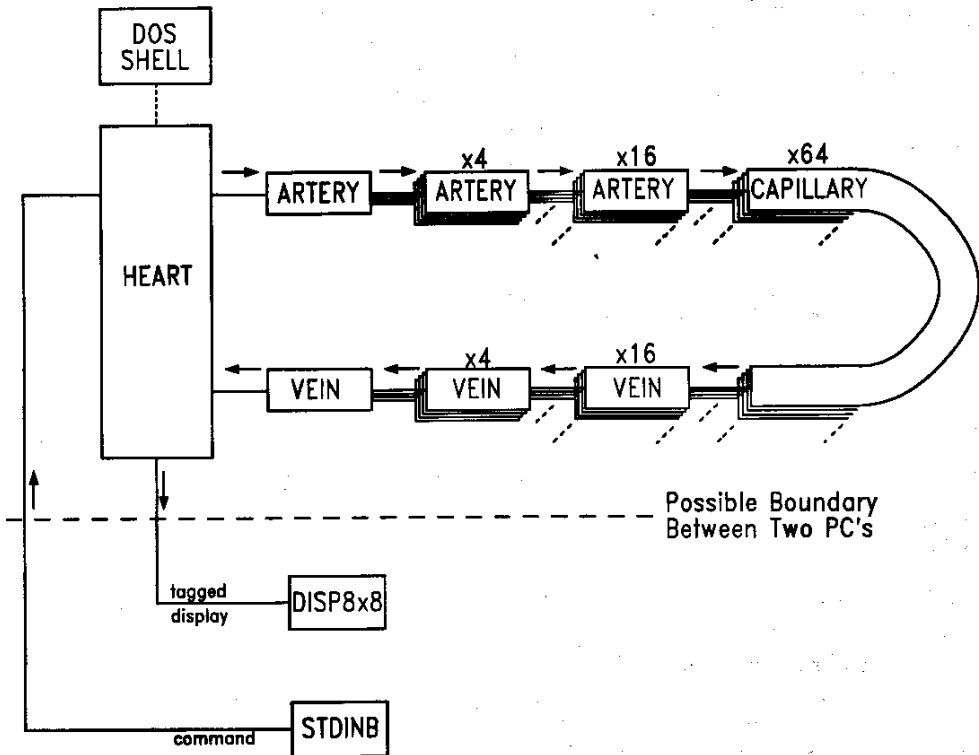 DOS
SHELL
HEART
ARTERY
x4
ARTERY
x16
ARTERY
x64
CAPILLARY
VEIN
x4
VEIN
x16
VEIN
Possible Boundary
Between Two PC's
tagged
display
DISP8x8
command
STDINB